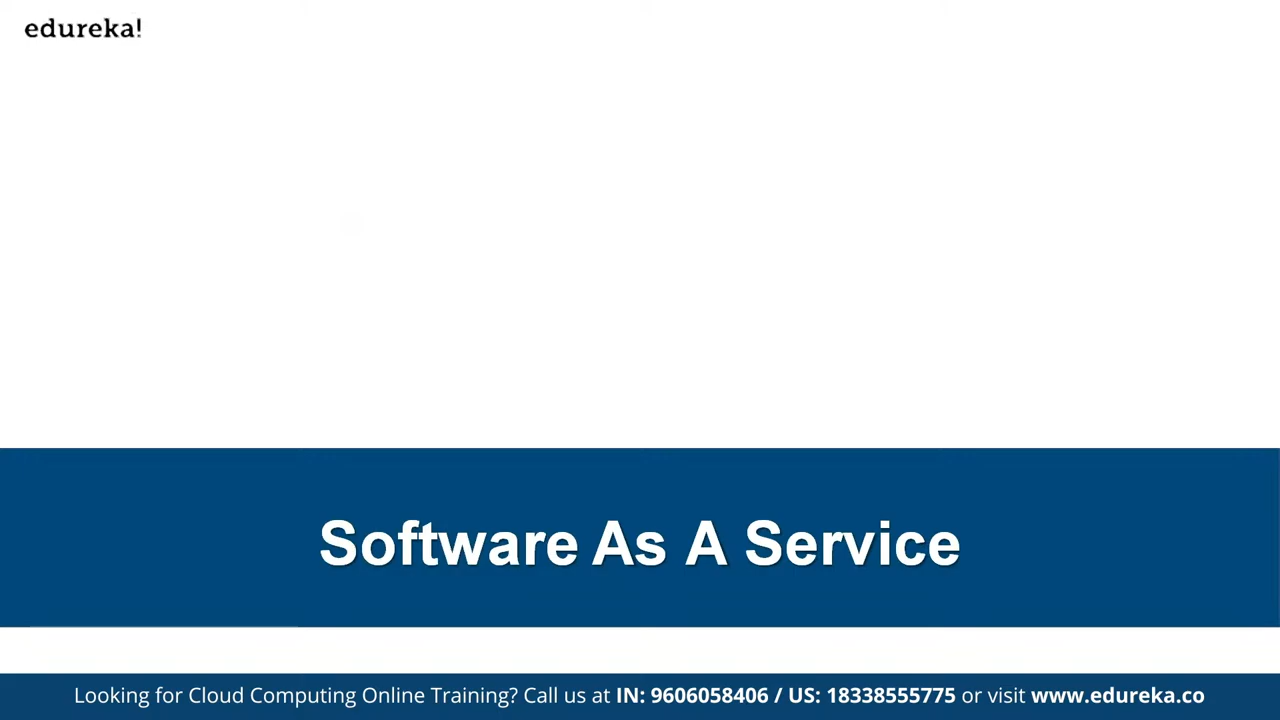 edureka!
Software As A Service
Looking for Cloud Computing Online Training? Call us at IN: 9606058406 / US: 18338555775 or visit www.edureka.co